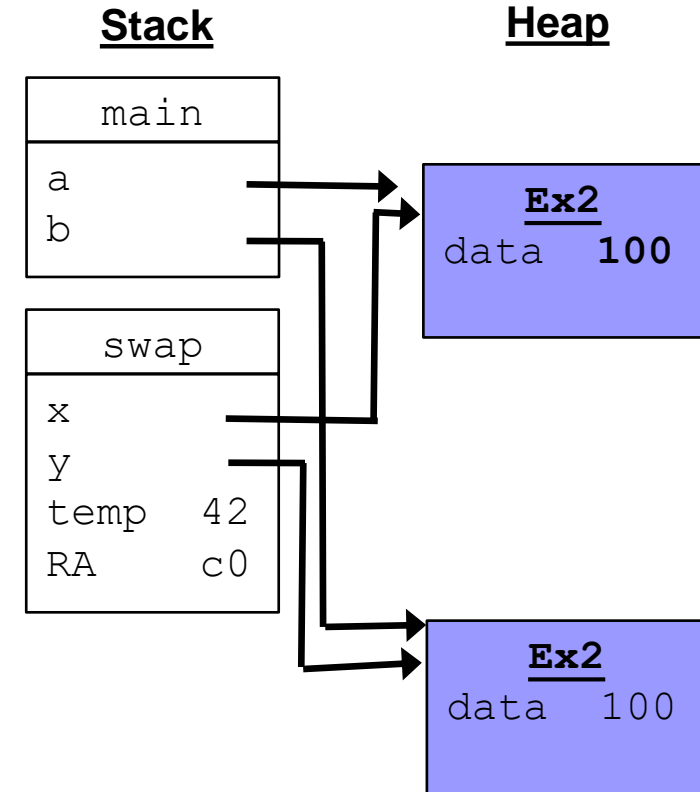 Stack
Heap
main
a
b
Ex2
data 100
swap
x
y
temp 42
RA c0
Ex2
data 100